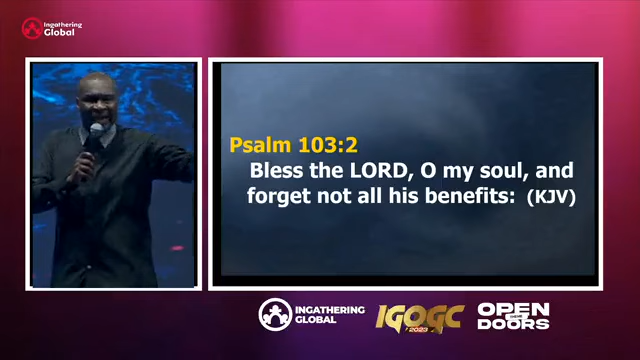 Ingathering
Global
Psalm 103:2
Bless the LORD, O my soul, and
forget not all his benefits: (KJV)
INGATHERING
GLOBAL
IGOGC
2023
OPEN
DOORS